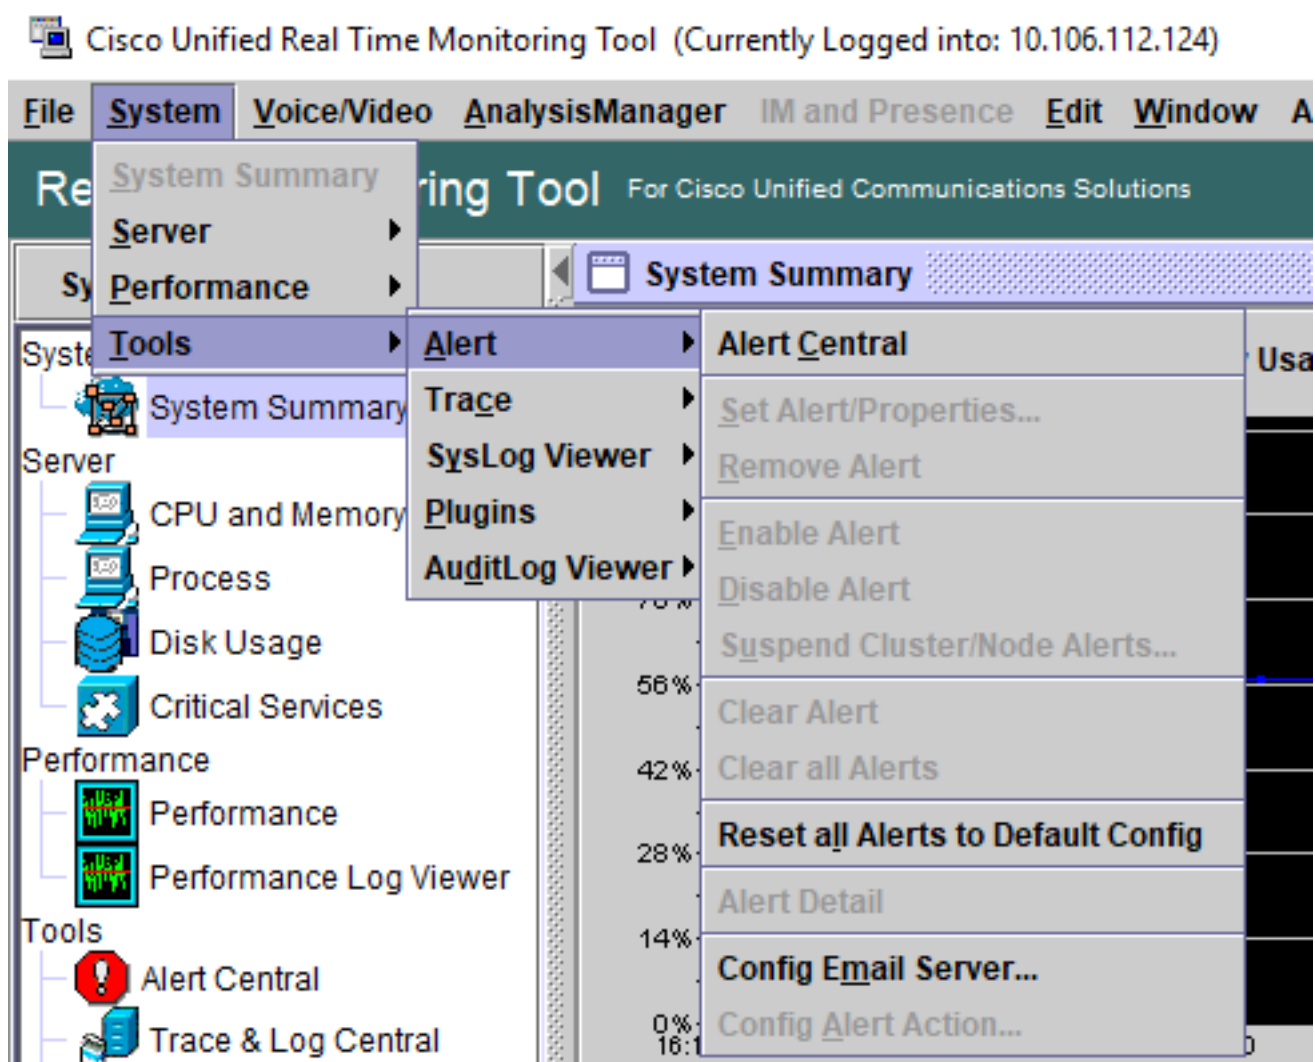 Cisco Unified Real Time Monitoring Tool (Currently Logged into: 10.106.112.124)
File System Voice/Video AnalysisManager IM and Presence Edit Window
ring Tool For Cisco Unified Communications Solutions
System Summary
Server
Performance
Tools
Alert
Trace
SysLog Viewer
Plugins
AuditLog Viewer
Alert Central
Set Alert/Properties...
Remove Alert
Enable Alert
Disable Alert
Suspend Cluster/Node Alerts...
Clear Alert
Clear all Alerts
Reset all Alerts to Default Config
Alert Detail
Config Email Server...
Config Alert Action...
System Summary
System Summary
Server
CPU and Memory
Process
Disk Usage
Critical Services
Performance
Performance
Performance Log Viewer
Tools
Alert Central
Trace & Log Central
56%
42%
28%
14%
0%